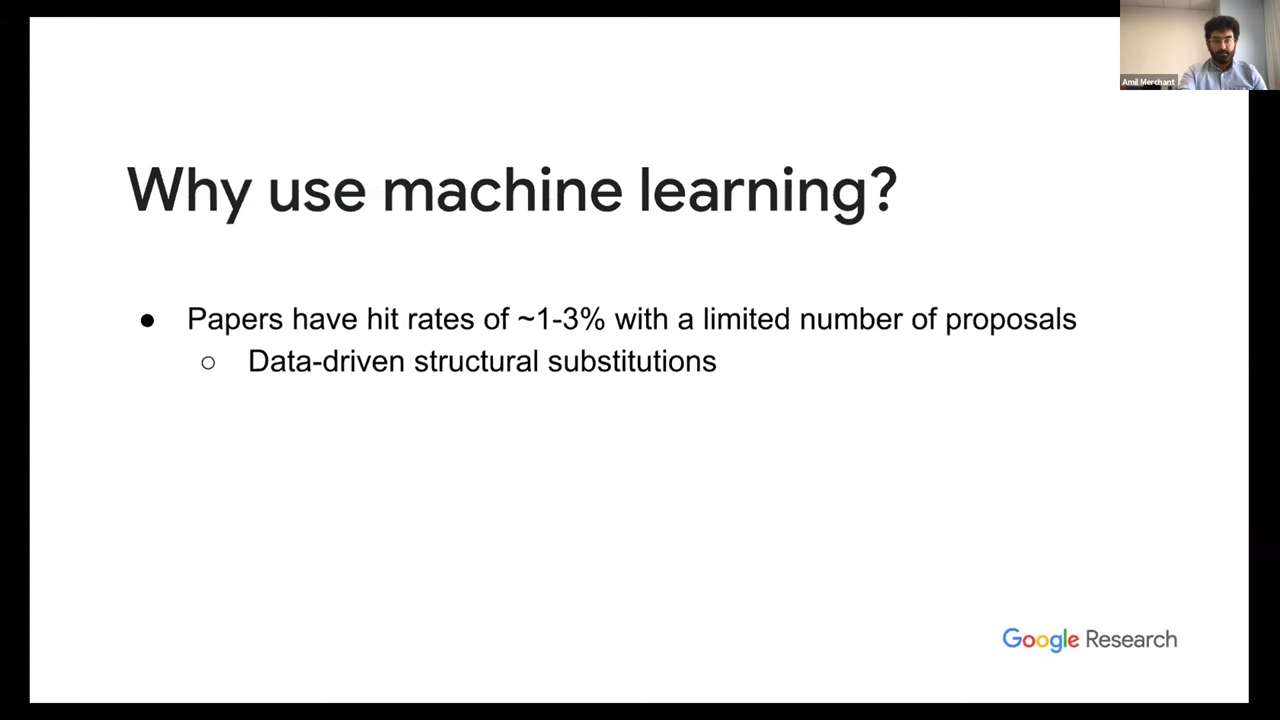 Amil Merchant
Why use machine learning?
● Papers have hit rates of ~1-3% with a limited number of proposals
○ Data-driven structural substitutions
Google Research